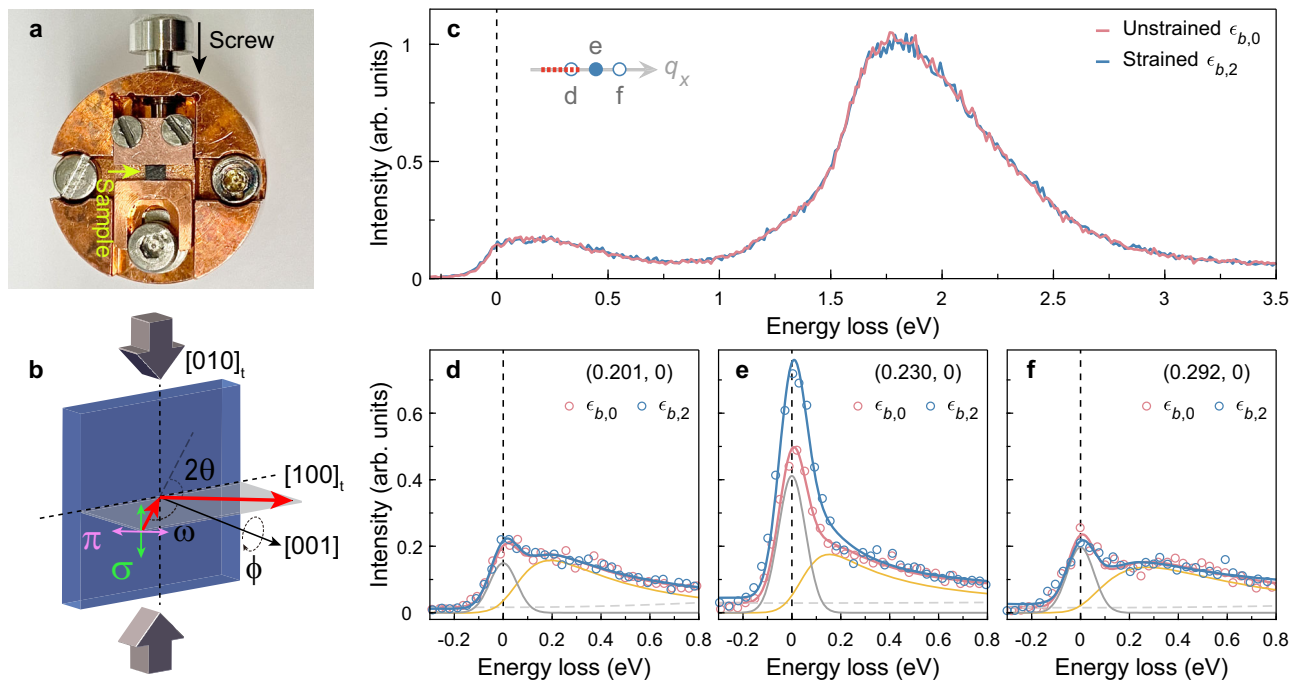 a
Screw
Sample
b
[010]t
2θ
[100]t
π
ω
σ
[001]
ϕ
c
Intensity (arb. units)
1
0.5
0
e
d
f
qx
Unstrained ϵb,0
Strained ϵb,2
0
0.5
1
1.5
2
2.5
3
3.5
Energy loss (eV)
d
(0.201, 0)
ϵb,0
ϵb,2
Intensity (arb. units)
0.6
0.4
0.2
0
-0.2
0
0.2
0.4
0.6
0.8
Energy loss (eV)
e
(0.230, 0)
ϵb,0
ϵb,2
-0.2
0
0.2
0.4
0.6
0.8
Energy loss (eV)
f
(0.292, 0)
ϵb,0
ϵb,2
-0.2
0
0.2
0.4
0.6
0.8
Energy loss (eV)